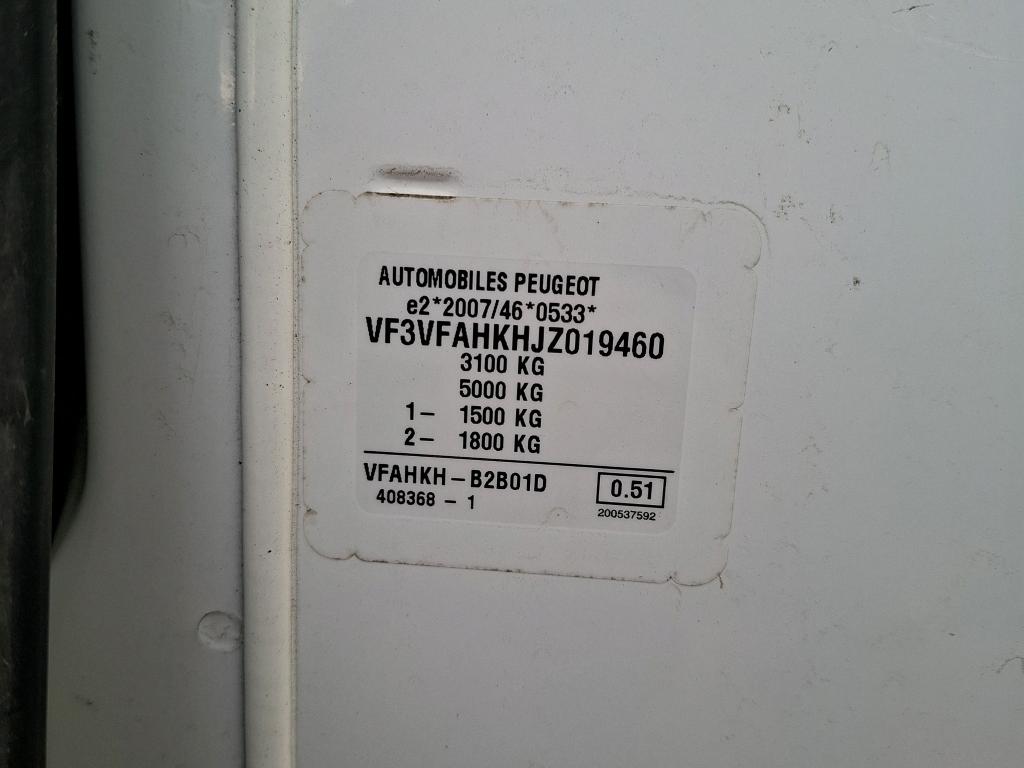 AUTOMOBILES PEUGEOT
e2*2007/46*0533*
VF3VFAHKHJZ019460
3100 KG
5000 KG
1- 1500 KG
2- 1800 KG
VFAHKH-B2B01D
0.51
408368 - 1
200537592